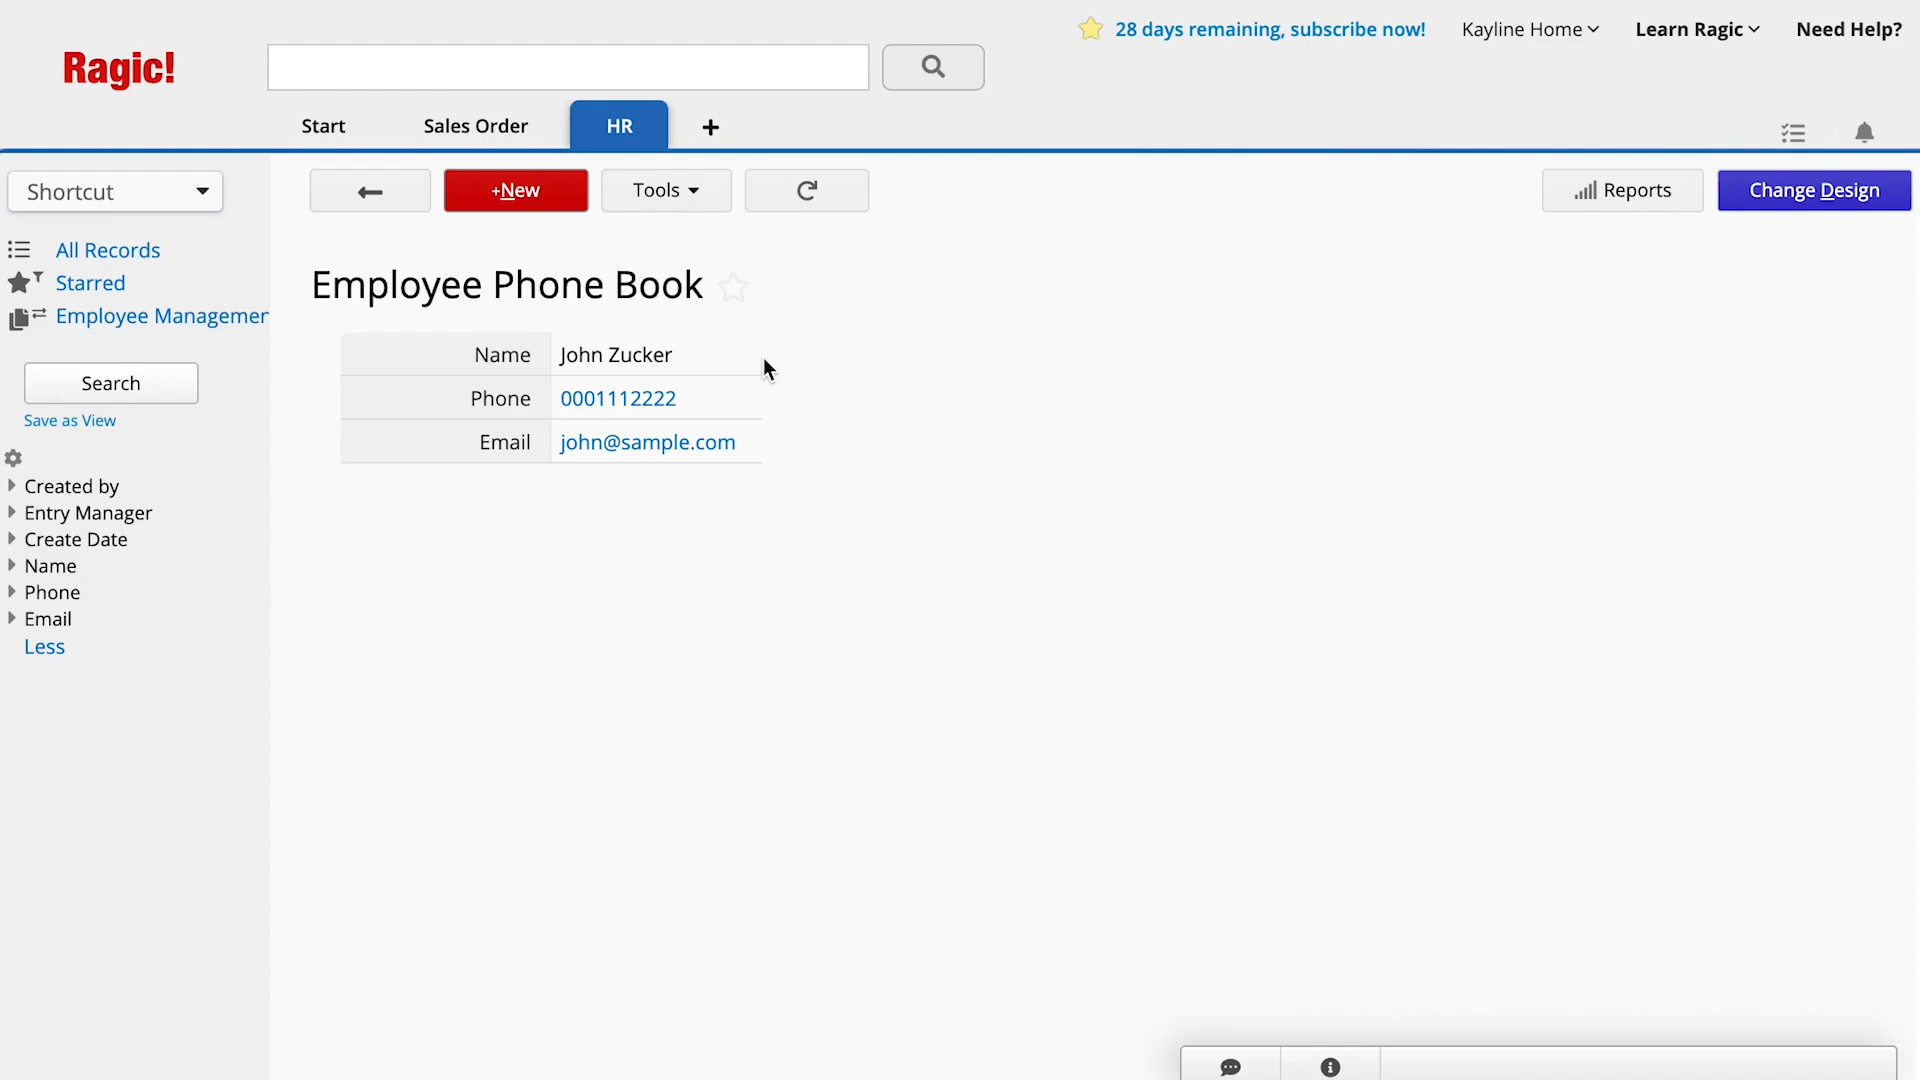 28 days remaining, subscribe now! Kayline Home Learn Ragic Need Help?
Ragic!
Start Sales Order HR +
Shortcut
+New Tools Reports Change Design
All Records
Starred
Employee Managemen
Employee Phone Book
Name John Zucker
Phone 0001112222
Email john@sample.com
Search
Save as View
Created by
Entry Manager
Create Date
Name
Phone
Email
Less